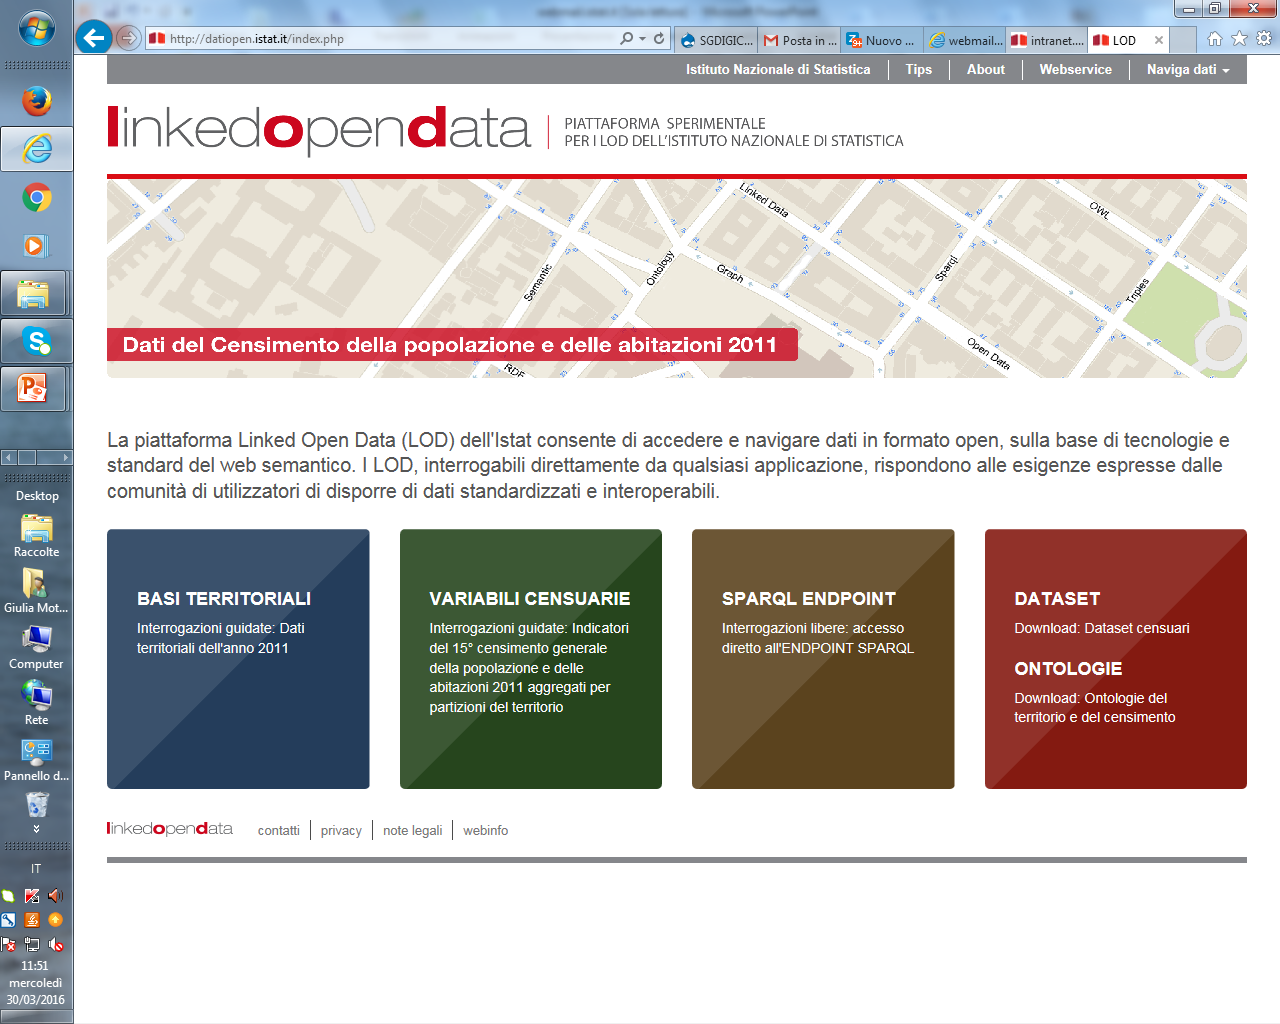 http://datiopen.istat.it/index.php
SGDIGIC...
Posta in ...
Nuovo ...
webmail...
intranet....
LOD
Istituto Nazionale di Statistica
Tips
About
Webservice
Naviga dati
linkedopendata
PIATTAFORMA SPERIMENTALE
PER I LOD DELL'ISTITUTO NAZIONALE DI STATISTICA
Linked Data
OWL
Semantic
Ontology
Graph
Sparql
Triples
Open Data
RDF
Dati del Censimento della popolazione e delle abitazioni 2011
La piattaforma Linked Open Data (LOD) dell'Istat consente di accedere e navigare dati in formato open, sulla base di tecnologie e
standard del web semantico. I LOD, interrogabili direttamente da qualsiasi applicazione, rispondono alle esigenze espresse dalle
comunità di utilizzatori di disporre di dati standardizzati e interoperabili.
BASI TERRITORIALI
Interrogazioni guidate: Dati
territoriali dell'anno 2011
VARIABILI CENSUARIE
Interrogazioni guidate: Indicatori
del 15° censimento generale
della popolazione e delle
abitazioni 2011 aggregati per
partizioni del territorio
SPARQL ENDPOINT
Interrogazioni libere: accesso
diretto all'ENDPOINT SPARQL
DATASET
Download: Dataset censuari
ONTOLOGIE
Download: Ontologie del
territorio e del censimento
linkedopendata
contatti
privacy
note legali
webinfo
Desktop
Raccolte
Giulia Mot...
Computer
Rete
Pannello d...
IT
11:51
mercoledì
30/03/2016